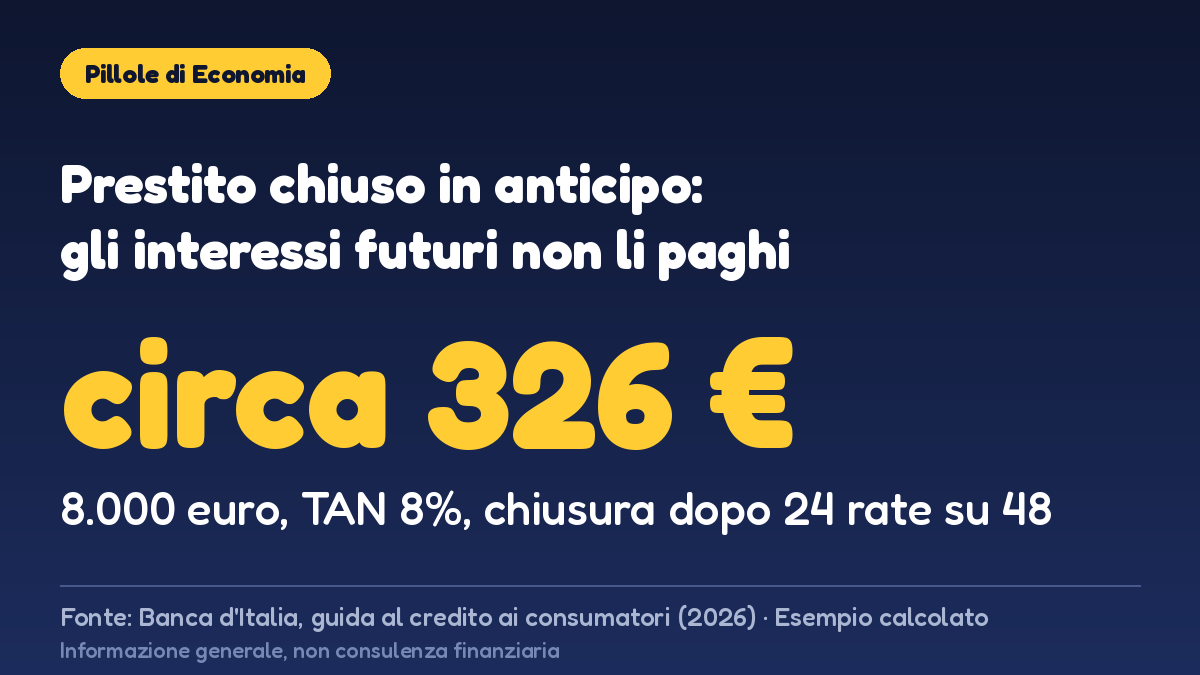 Pillole di Economia
Prestito chiuso in anticipo:
gli interessi futuri non li paghi
circa 326 €
8.000 euro, TAN 8%, chiusura dopo 24 rate su 48
Fonte: Banca d'Italia, guida al credito ai consumatori (2026) · Esempio calcolato
Informazione generale, non consulenza finanziaria